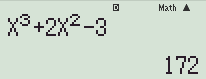 D Math ▲
X³+2X²-3
172